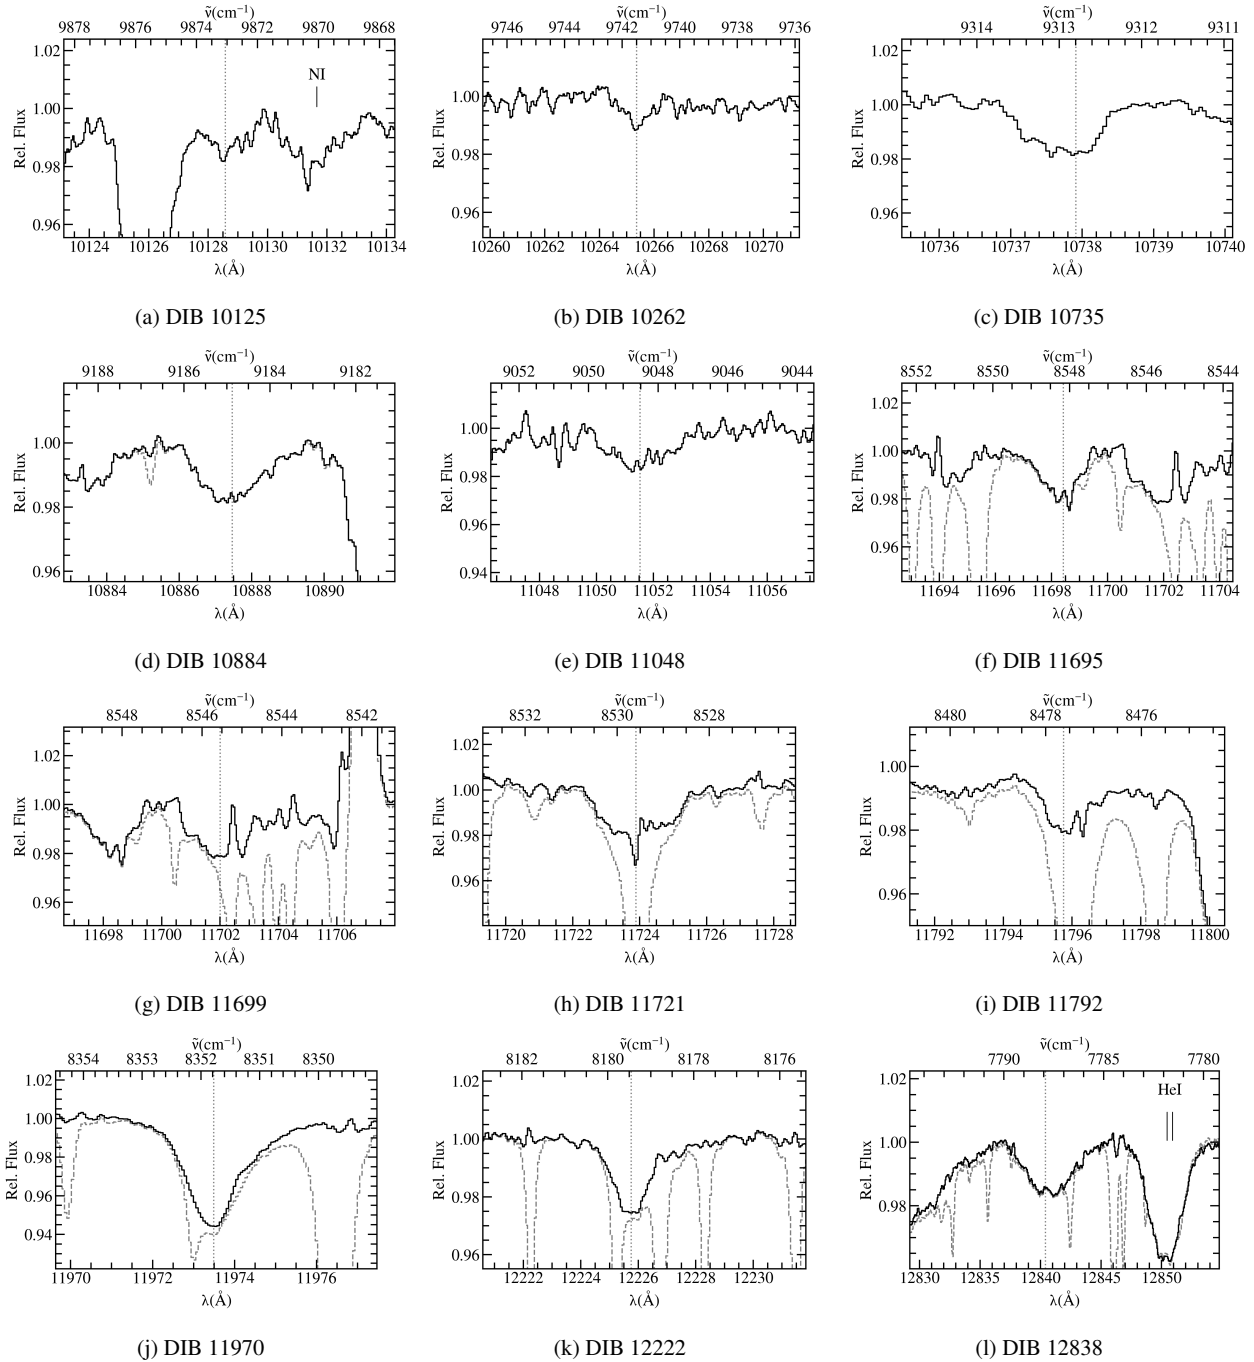 ν̃(cm⁻¹) ν̃(cm⁻¹) ν̃(cm⁻¹)
9878 9876 9874 9872 9870 9868 9746 9744 9742 9740 9738 9736 9314 9313 9312 9311
Rel. Flux 1.02 1.00 0.98 0.96 NI Rel. Flux 1.00 0.98 0.96 Rel. Flux 1.02 1.00 0.98 0.96
10124 10126 10128 10130 10132 10134 10260 10262 10264 10266 10268 10270 10736 10737 10738 10739 10740
λ(Å) λ(Å) λ(Å)
(a) DIB 10125 (b) DIB 10262 (c) DIB 10735
ν̃(cm⁻¹) ν̃(cm⁻¹) ν̃(cm⁻¹)
9188 9186 9184 9182 9052 9050 9048 9046 9044 8552 8550 8548 8546 8544
Rel. Flux 1.00 0.98 0.96 Rel. Flux 1.00 0.98 0.96 0.94 Rel. Flux 1.02 1.00 0.98 0.96
10884 10886 10888 10890 11048 11050 11052 11054 11056 11694 11696 11698 11700 11702 11704
λ(Å) λ(Å) λ(Å)
(d) DIB 10884 (e) DIB 11048 (f) DIB 11695
ν̃(cm⁻¹) ν̃(cm⁻¹) ν̃(cm⁻¹)
8548 8546 8544 8542 8532 8530 8528 8480 8478 8476
Rel. Flux 1.02 1.00 0.98 0.96 Rel. Flux 1.02 1.00 0.98 0.96 Rel. Flux 1.00 0.98 0.96
11698 11700 11702 11704 11706 11720 11722 11724 11726 11728 11792 11794 11796 11798 11800
λ(Å) λ(Å) λ(Å)
(g) DIB 11699 (h) DIB 11721 (i) DIB 11792
ν̃(cm⁻¹) ν̃(cm⁻¹) ν̃(cm⁻¹)
8354 8353 8352 8351 8350 8182 8180 8178 8176 7790 7785 7780
Rel. Flux 1.02 1.00 0.98 0.96 0.94 Rel. Flux 1.02 1.00 0.98 0.96 Rel. Flux 1.02 1.00 0.98 HeI
11970 11972 11974 11976 12222 12224 12226 12228 12230 12830 12835 12840 12845 12850
λ(Å) λ(Å) λ(Å)
(j) DIB 11970 (k) DIB 12222 (l) DIB 12838